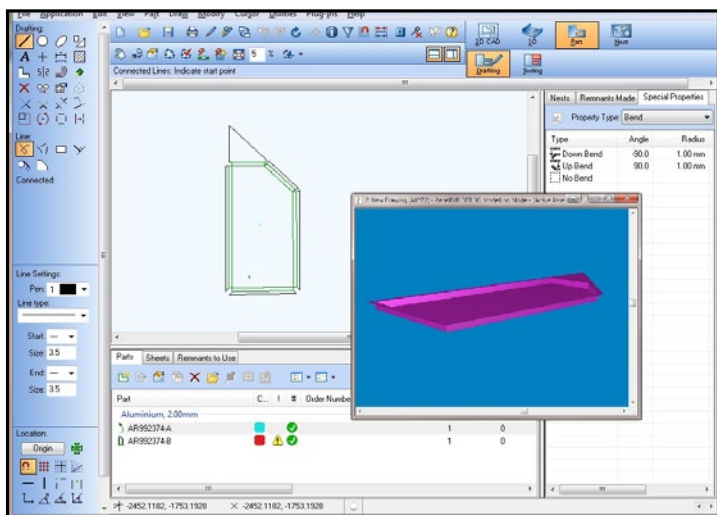 File Application Edit View Part Draw Modify Cursor Utilities Plug-ins Help
Drafting:
5
2D CAD
3D
Part
Nest
Drafting
Tooling
Connected Lines: Indicate start point
Nests Remnants Made Special Properties
Property Type Bend
Type Angle Radius
Down Bend -90.0 1.00 mm
Up Bend 90.0 1.00 mm
No Bend
Line:
Connected:
Line Settings:
Pen: 1
Line type:
Start:
Size: 3.5
End:
Size: 3.5
Location:
Origin
Parts Sheets Remnants to Use
Part C... ! # Order Number
Aluminium, 2.00mm
AR992374-A 1 0
AR992374-B 1 0
-2452.1182, -1753.1928 -2452.1182, -1753.1928